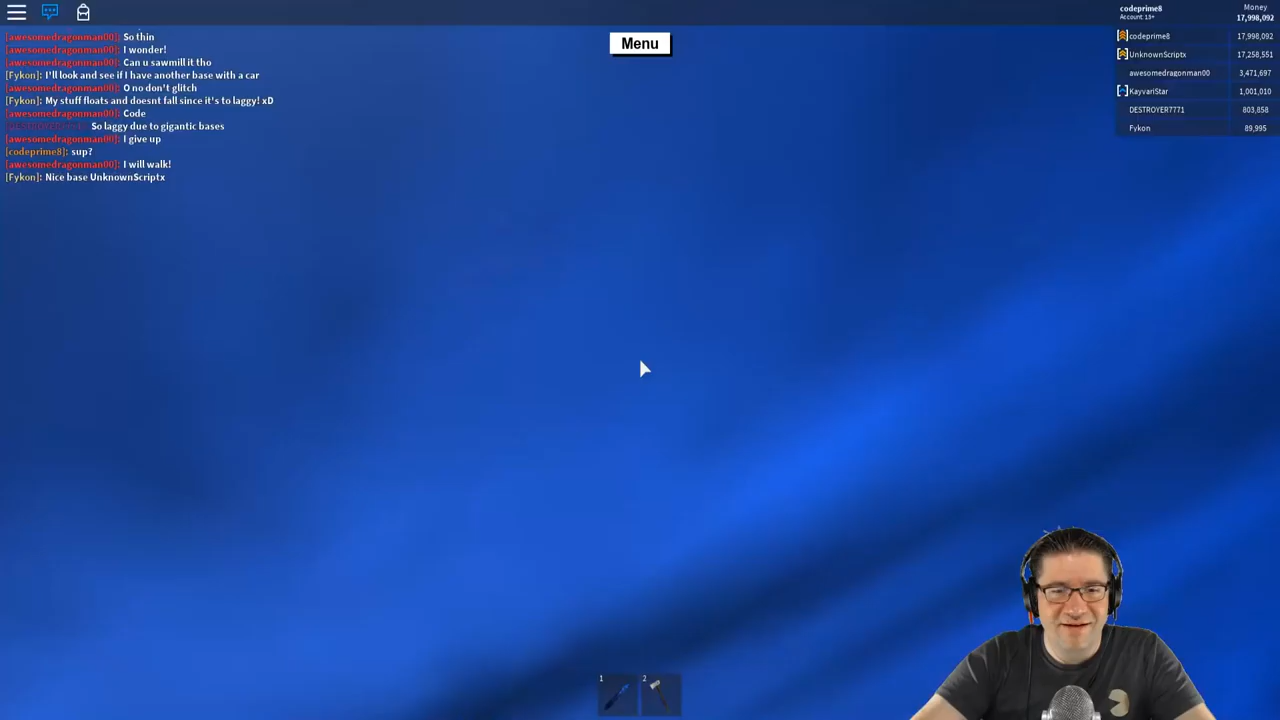 Menu
[awesomedragonman00]: So thin
[awesomedragonman00]: I wonder!
[awesomedragonman00]: Can u sawmill it tho
[Fykon]: I'll look and see if I have another base with a car
[awesomedragonman00]: O no don't glitch
[Fykon]: My stuff floats and doesnt fall since it's to laggy! xD
[awesomedragonman00]: Code
[DESTROYER7771]: So laggy due to gigantic bases
[awesomedragonman00]: I give up
[codeprime8]: sup?
[awesomedragonman00]: I will walk!
[Fykon]: Nice base UnknownScriptx
codeprime8 Money
Account: 13+ 17,998,092
codeprime8 17,998,092
UnknownScriptx 17,258,551
awesomedragonman00 3,471,697
KayvariStar 1,001,010
DESTROYER7771 803,858
Fykon 89,995
1 2